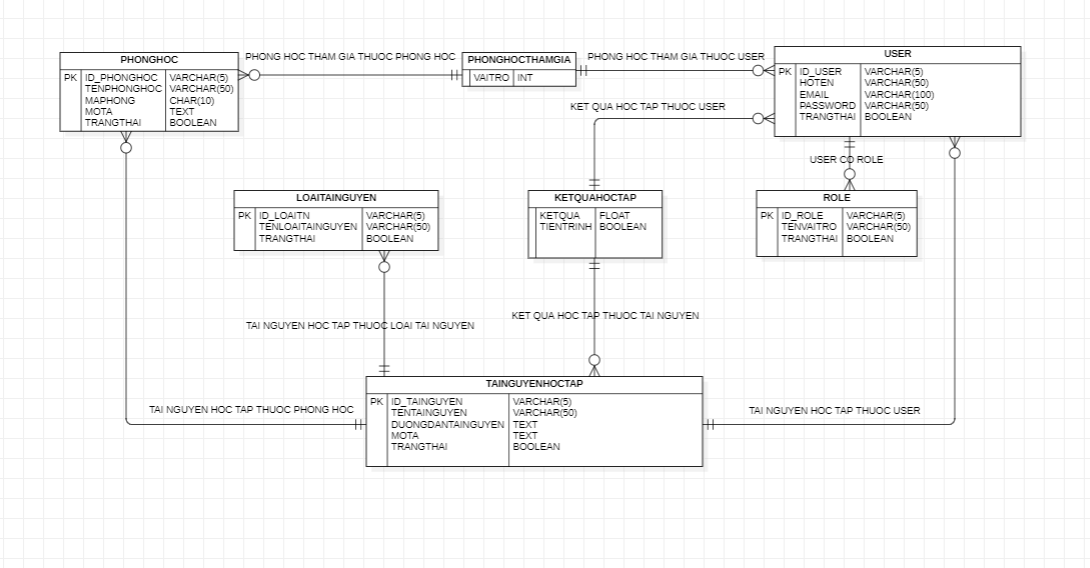 PHONGHOC
PK ID_PHONGHOC VARCHAR(5)
TENPHONGHOC VARCHAR(50)
MAPHONG CHAR(10)
MOTA TEXT
TRANGTHAI BOOLEAN
PHONG HOC THAM GIA THUOC PHONG HOC
PHONGHOCTHAMGIA
VAITRO INT
PHONG HOC THAM GIA THUOC USER
USER
PK ID_USER VARCHAR(5)
HOTEN VARCHAR(50)
EMAIL VARCHAR(100)
PASSWORD VARCHAR(50)
TRANGTHAI BOOLEAN
KET QUA HOC TAP THUOC USER
USER CO ROLE
LOAITAINGUYEN
PK ID_LOAITN VARCHAR(5)
TENLOAITAINGUYEN VARCHAR(50)
TRANGTHAI BOOLEAN
KETQUAHOCTAP
KETQUA FLOAT
TIENTRINH BOOLEAN
ROLE
PK ID_ROLE VARCHAR(5)
TENVAITRO VARCHAR(50)
TRANGTHAI BOOLEAN
TAI NGUYEN HOC TAP THUOC LOAI TAI NGUYEN
KET QUA HOC TAP THUOC TAI NGUYEN
TAI NGUYEN HOC TAP THUOC PHONG HOC
TAINGUYENHOCTAP
PK ID_TAINGUYEN VARCHAR(5)
TENTAINGUYEN VARCHAR(50)
DUONGDANTAINGUYEN TEXT
MOTA TEXT
TRANGTHAI BOOLEAN
TAI NGUYEN HOC TAP THUOC USER